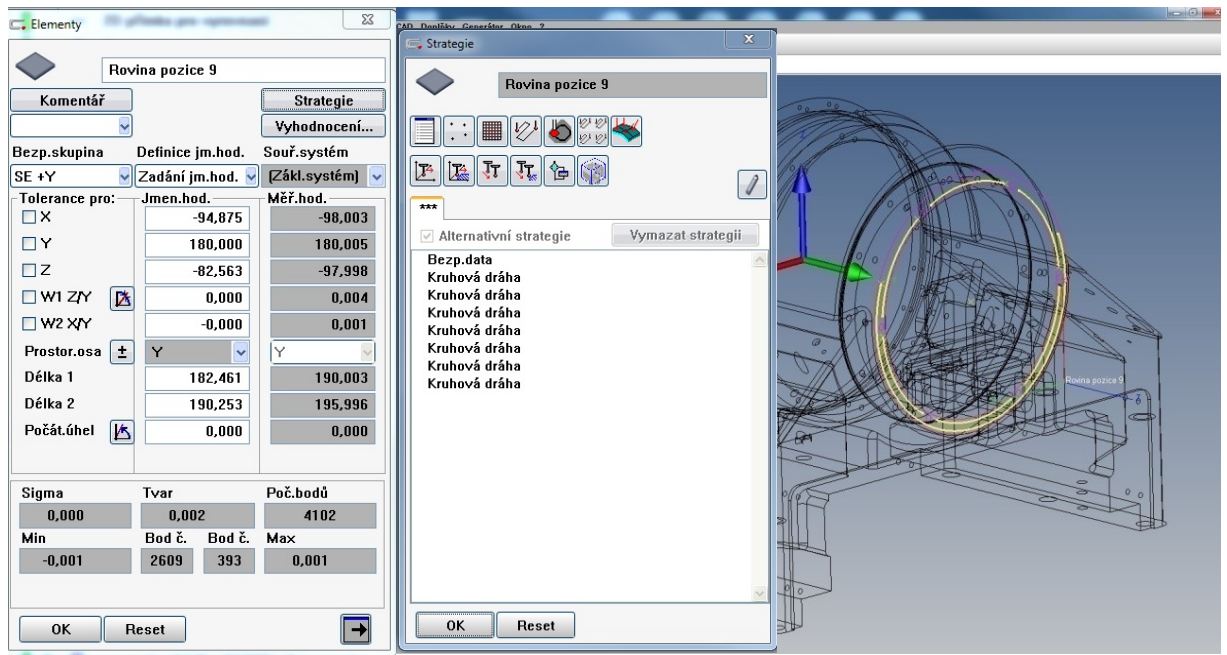 Elementy
Rovina pozice 9
Komentář
Strategie
Vyhodnocení...
Bezp.skupina Definice jm.hod. Souř.systém
SE +Y Zadání jm.hod. (Zákl.systém)
Tolerance pro: Jmen.hod. Měř.hod.
X -94,875 -98,003
Y 180,000 180,005
Z -82,563 -97,998
W1 Z/Y 0,000 0,004
W2 X/Y -0,000 0,001
Prostor.osa ± Y Y
Délka 1 182,461 190,003
Délka 2 190,253 195,996
Počát.úhel 0,000 0,000
Sigma Tvar Poč.bodů
0,000 0,002 4102
Min Bod č. Bod č. Max
-0,001 2609 393 0,001
OK Reset
CAD Doplňky Generátor Okno ?
Strategie
Rovina pozice 9
***
Alternativní strategie Vymazat strategii
Bezp.data
Kruhová dráha
Kruhová dráha
Kruhová dráha
Kruhová dráha
Kruhová dráha
Kruhová dráha
Kruhová dráha
OK Reset
Rovina pozice 9